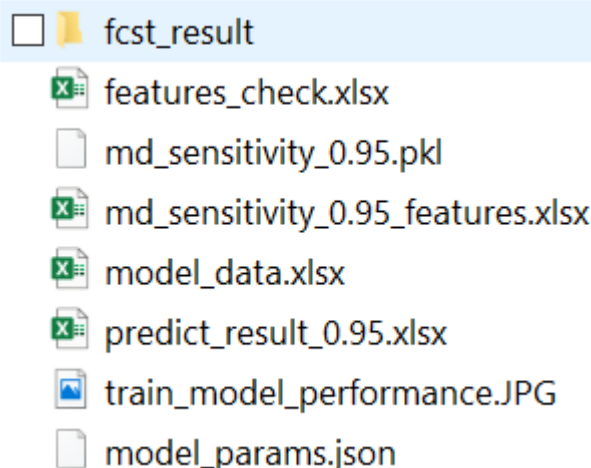 fcst_result
features_check.xlsx
md_sensitivity_0.95.pkl
md_sensitivity_0.95_features.xlsx
model_data.xlsx
predict_result_0.95.xlsx
train_model_performance.JPG
model_params.json